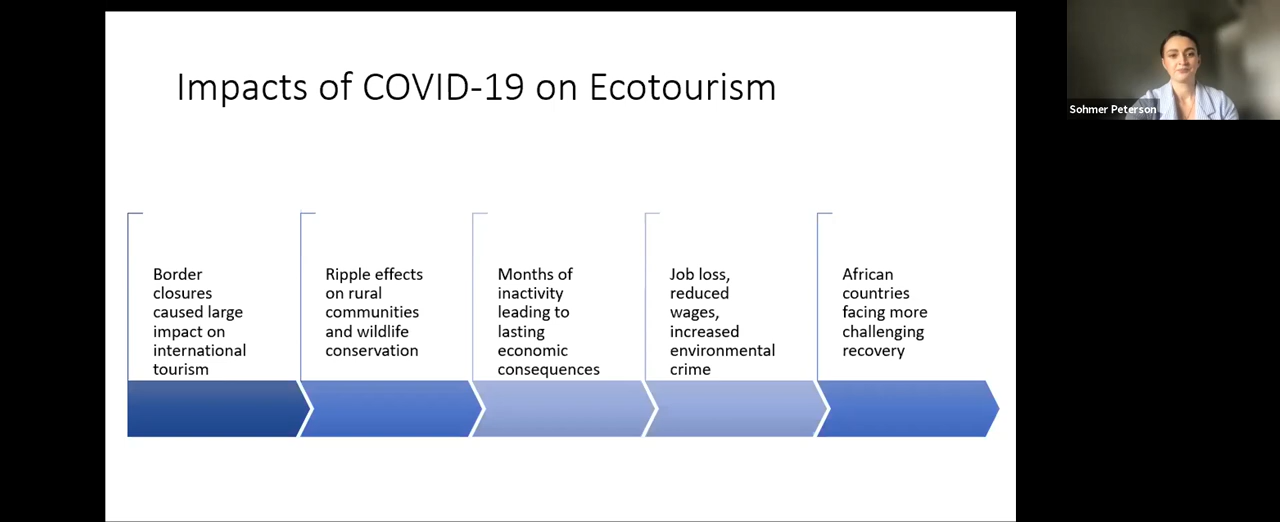 Impacts of COVID-19 on Ecotourism
Sohmer Peterson
Border
closures
caused large
impact on
international
tourism
Ripple effects
on rural
communities
and wildlife
conservation
Months of
inactivity
leading to
lasting
economic
consequences
Job loss,
reduced
wages,
increased
environmental
crime
African
countries
facing more
challenging
recovery